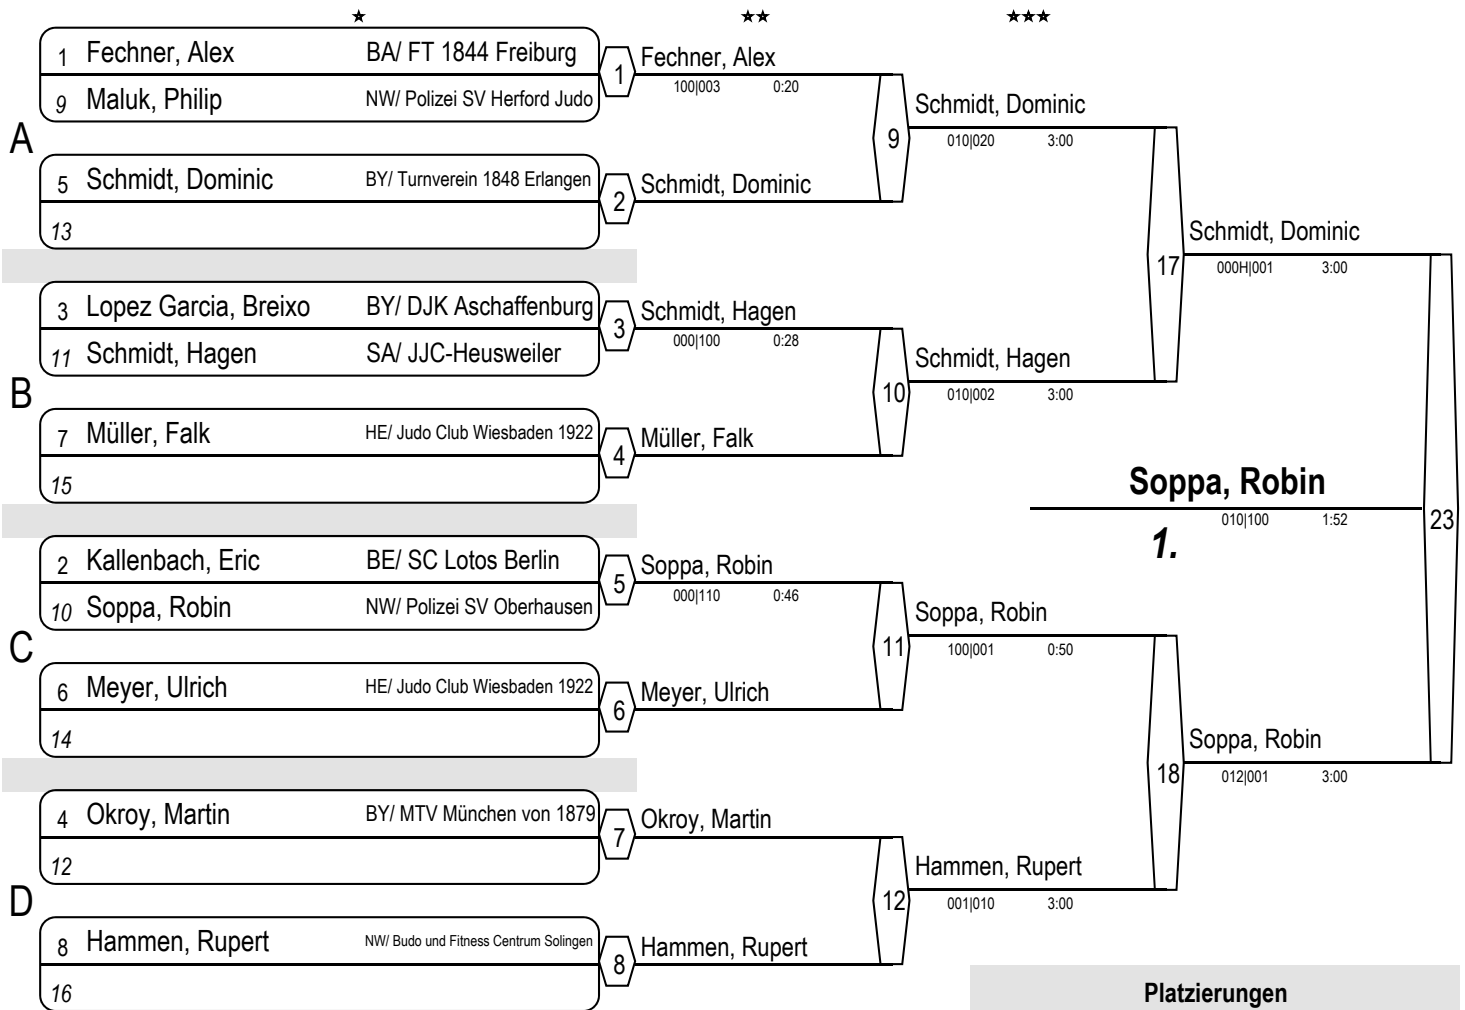 ★ ★★ ★★★
1 Fechner, Alex BA/ FT 1844 Freiburg
9 Maluk, Philip NW/ Polizei SV Herford Judo
1 Fechner, Alex
100|003 0:20
A
5 Schmidt, Dominic BY/ Turnverein 1848 Erlangen
13
2 Schmidt, Dominic
9 Schmidt, Dominic
010|020 3:00
3 Lopez Garcia, Breixo BY/ DJK Aschaffenburg
11 Schmidt, Hagen SA/ JJC-Heusweiler
3 Schmidt, Hagen
000|100 0:28
B
7 Müller, Falk HE/ Judo Club Wiesbaden 1922
15
4 Müller, Falk
10 Schmidt, Hagen
010|002 3:00
17 Schmidt, Dominic
000H|001 3:00
2 Kallenbach, Eric BE/ SC Lotos Berlin
10 Soppa, Robin NW/ Polizei SV Oberhausen
5 Soppa, Robin
000|110 0:46
C
6 Meyer, Ulrich HE/ Judo Club Wiesbaden 1922
14
6 Meyer, Ulrich
11 Soppa, Robin
100|001 0:50
4 Okroy, Martin BY/ MTV München von 1879
12
7 Okroy, Martin
D
8 Hammen, Rupert NW/ Budo und Fitness Centrum Solingen
16
8 Hammen, Rupert
12 Hammen, Rupert
001|010 3:00
18 Soppa, Robin
012|001 3:00
23 Soppa, Robin
010|100 1:52
1.
Platzierungen